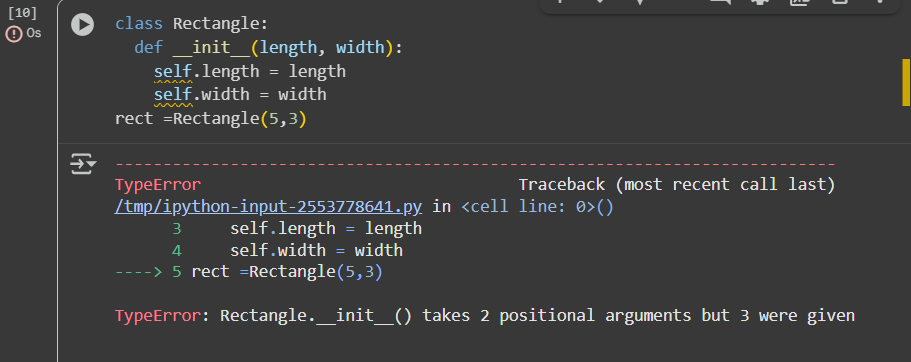 [10]
0s
class Rectangle:
def __init__(length, width):
self.length = length
self.width = width
rect =Rectangle(5,3)
---------------------------------------------------------------------------
TypeError Traceback (most recent call last)
/tmp/ipython-input-2553778641.py in <cell line: 0>()
3 self.length = length
4 self.width = width
----> 5 rect =Rectangle(5,3)
TypeError: Rectangle.__init__() takes 2 positional arguments but 3 were given